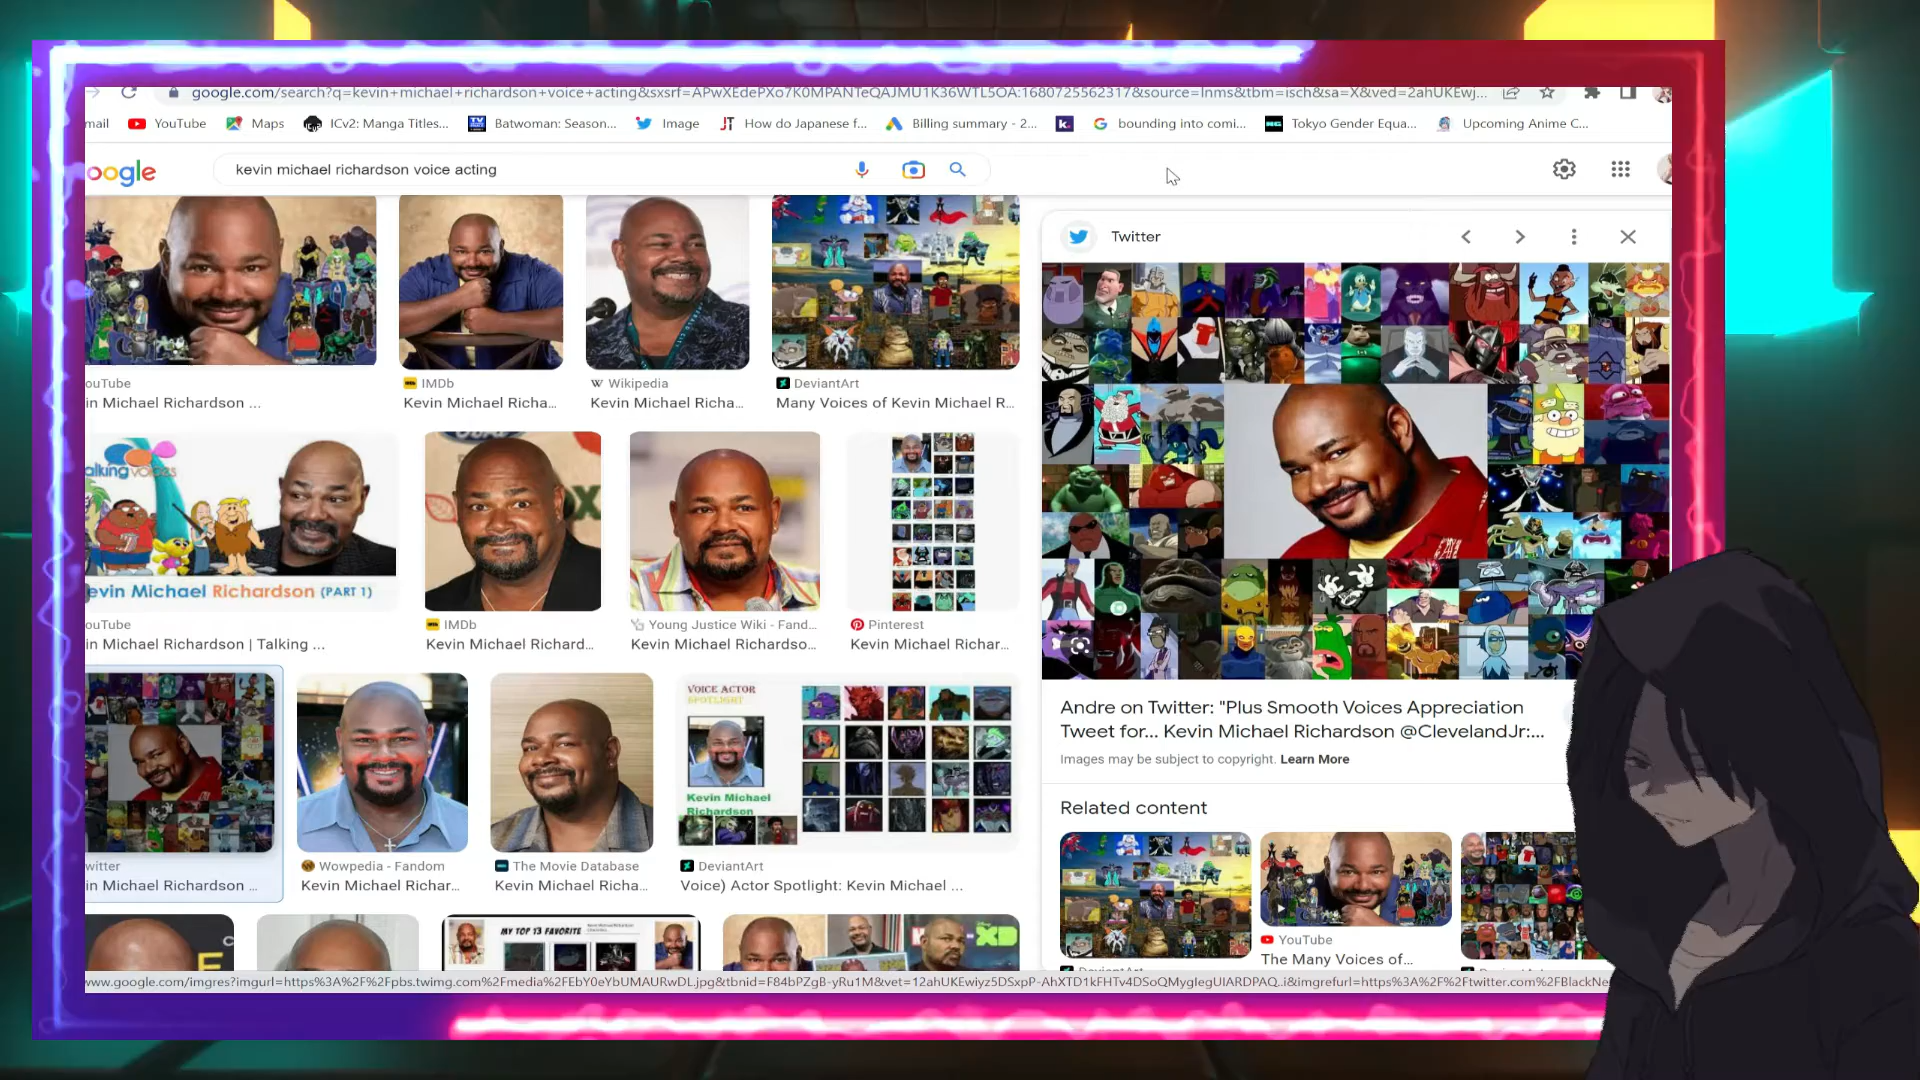 google.com/search?q=kevin+michael+richardson+voice+acting&sxsrf=APwXEdePXo7K0MPANTeQAJMU1K36WTL5OA:1680725562317&source=lnms&tbm=isch&sa=X&ved=2ahUKEwj...
mail YouTube Maps ICv2: Manga Titles... Batwoman: Season... Image How do Japanese f... Billing summary - 2... bounding into comi... Tokyo Gender Equa... Upcoming Anime C...
oogle kevin michael richardson voice acting
Twitter
ouTube IMDb Wikipedia DeviantArt
in Michael Richardson ... Kevin Michael Richa... Kevin Michael Richa... Many Voices of Kevin Michael R...
alking voices
evin Michael Richardson (PART 1)
ouTube IMDb Young Justice Wiki - Fand... Pinterest
in Michael Richardson | Talking ... Kevin Michael Richard... Kevin Michael Richardso... Kevin Michael Richar...
VOICE ACTOR
SPOTLIGHT
Kevin Michael
Richardson
witter Wowpedia - Fandom The Movie Database DeviantArt
in Michael Richardson ... Kevin Michael Richar... Kevin Michael Richa... Voice) Actor Spotlight: Kevin Michael ...
MY TOP 13 FAVORITE
XD
Andre on Twitter: "Plus Smooth Voices Appreciation
Tweet for... Kevin Michael Richardson @ClevelandJr:...
Images may be subject to copyright. Learn More
Related content
YouTube
The Many Voices of...
www.google.com/imgres?imgurl=https%3A%2F%2Fpbs.twimg.com%2Fmedia%2FEbY0eYbUMAURwDL.jpg&tbnid=F84bPZgB-yRu1M&vet=12ahUKEwiyz5DSxpP-AhXTD1kFHTv4DSoQMygIegUIARDPAQ..i&imgrefurl=https%3A%2F%2Ftwitter.com%2FBlackNe